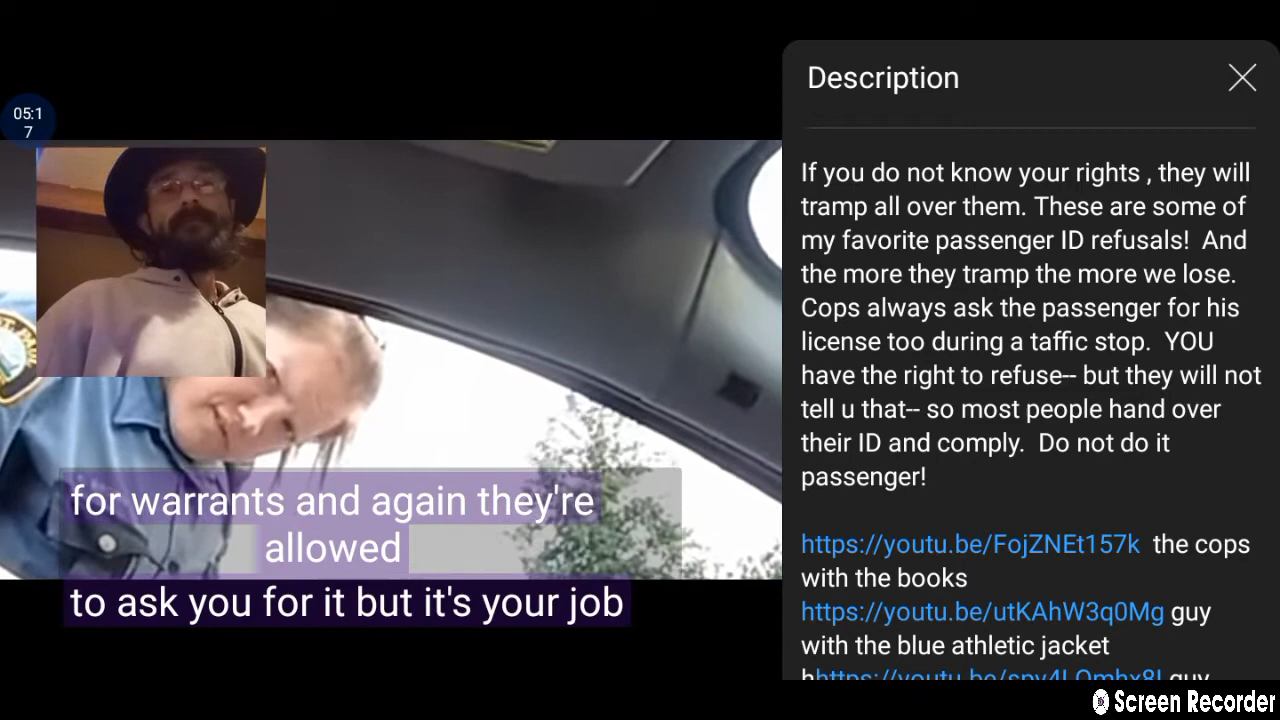 Description
05:1
7
If you do not know your rights , they will
tramp all over them. These are some of
my favorite passenger ID refusals!  And
the more they tramp the more we lose.
Cops always ask the passenger for his
license too during a taffic stop.  YOU
have the right to refuse-- but they will not
tell u that-- so most people hand over
their ID and comply.  Do not do it
passenger!
https://youtu.be/FojZNEt157k  the cops
with the books
https://youtu.be/utKAhW3q0Mg guy
with the blue athletic jacket
for warrants and again they're
allowed
to ask you for it but it's your job
Screen Recorder